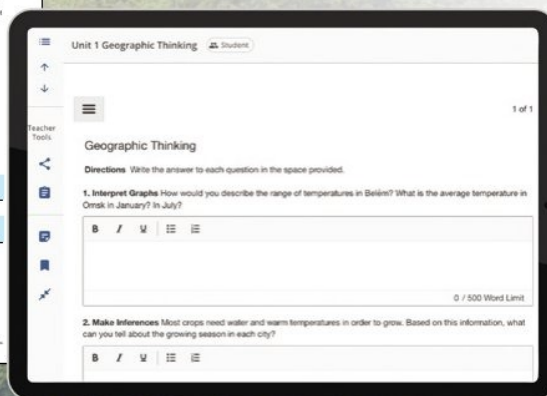 Unit 1 Geographic Thinking
Student
Teacher
Tools
1 of 1
Geographic Thinking
Directions Write the answer to each question in the space provided.
1. Interpret Graphs How would you describe the range of temperatures in Belém? What is the average temperature in
Omsk in January? In July?
B I U
0 / 500 Word Limit
2. Make Inferences Most crops need water and warm temperatures in order to grow. Based on this information, what
can you tell about the growing season in each city?
B I U